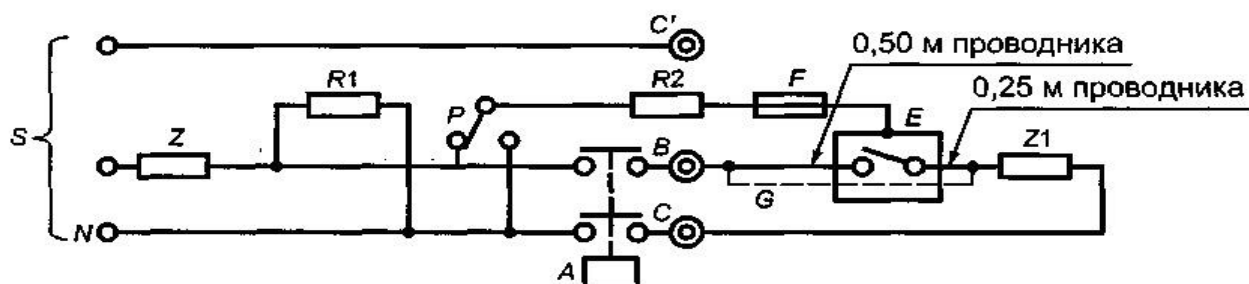 C'
0,50 м проводника
R1
R2
F
0,25 м проводника
P
E
S
Z
B
Z1
G
N
C
A